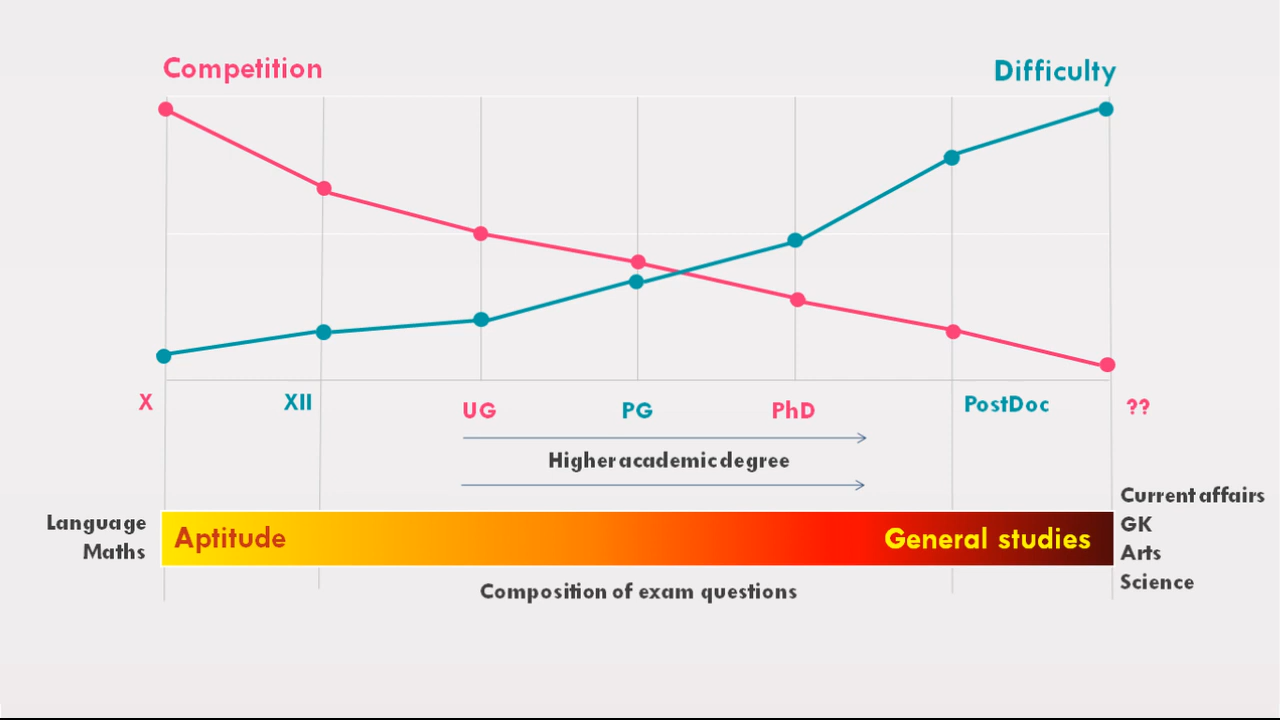 Competition
Difficulty
X
XII
UG
PG
PhD
PostDoc
??
Higher academic degree
Language
Maths
Aptitude
General studies
Current affairs
GK
Arts
Science
Composition of exam questions